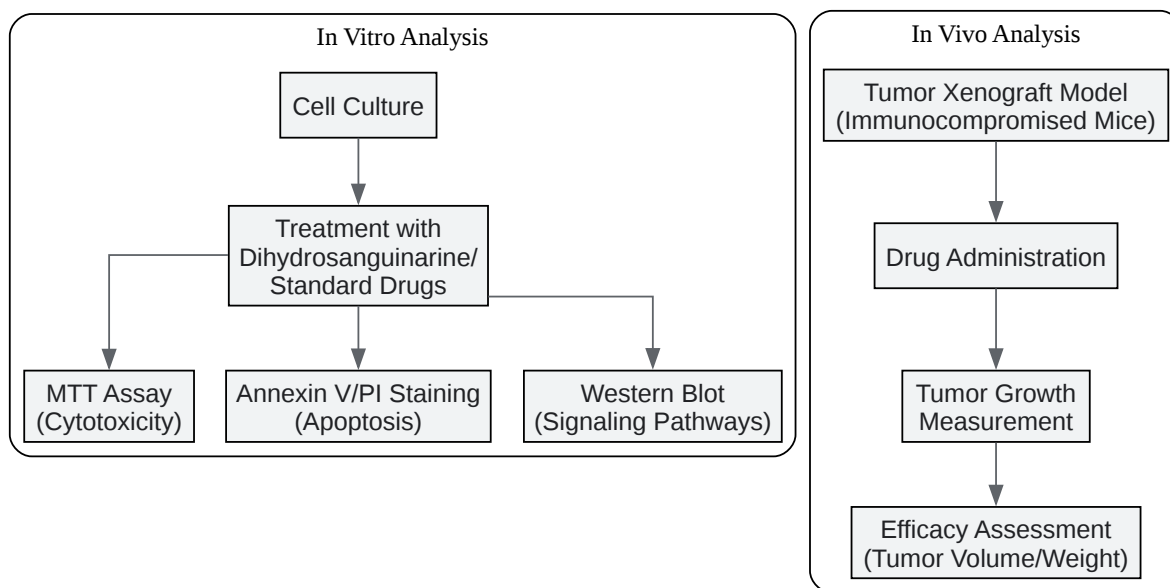 In Vitro Analysis
Cell Culture
Treatment with
Dihydrosanguinarine/
Standard Drugs
MTT Assay
(Cytotoxicity)
Annexin V/PI Staining
(Apoptosis)
Western Blot
(Signaling Pathways)
In Vivo Analysis
Tumor Xenograft Model
(Immunocompromised Mice)
Drug Administration
Tumor Growth
Measurement
Efficacy Assessment
(Tumor Volume/Weight)